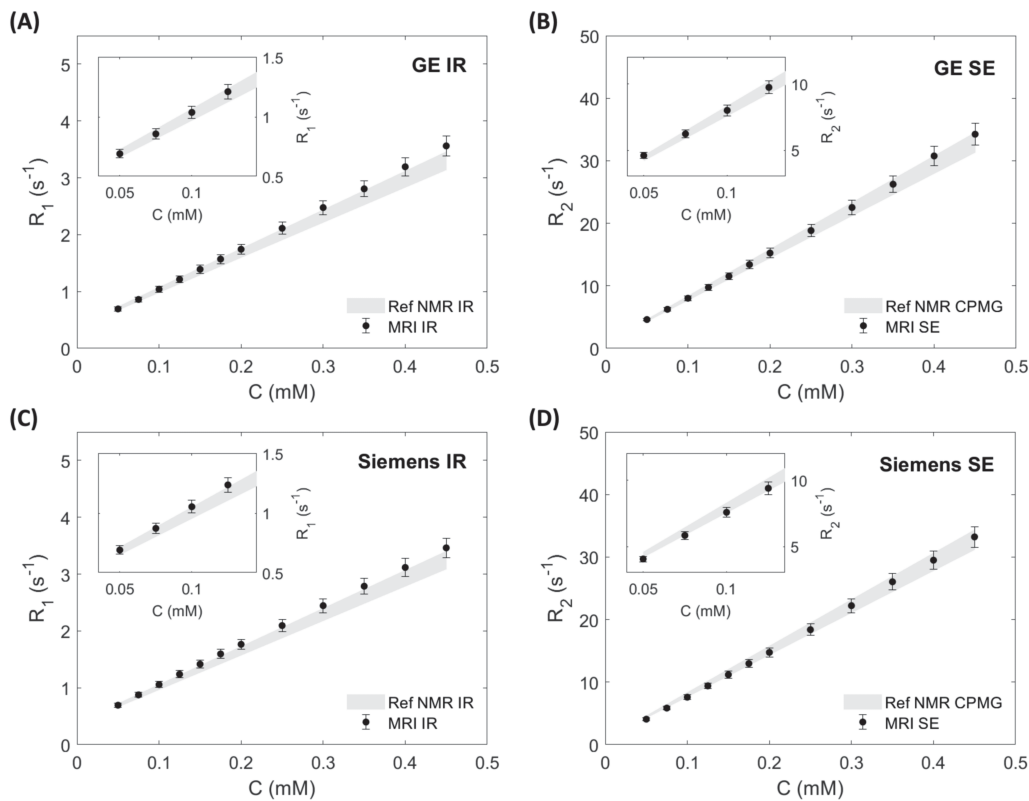 (A)
GE IR
R1 (s-1)
5
4
3
2
1
0
0 0.1 0.2 0.3 0.4 0.5
C (mM)
1.5
1
0.5
R1 (s-1)
0.05 0.1
C (mM)
Ref NMR IR
MRI IR
(B)
GE SE
R2 (s-1)
50
40
30
20
10
0
0 0.1 0.2 0.3 0.4 0.5
C (mM)
10
5
R2 (s-1)
0.05 0.1
C (mM)
Ref NMR CPMG
MRI SE
(C)
Siemens IR
R1 (s-1)
5
4
3
2
1
0
0 0.1 0.2 0.3 0.4 0.5
C (mM)
1.5
1
0.5
R1 (s-1)
0.05 0.1
C (mM)
Ref NMR IR
MRI IR
(D)
Siemens SE
R2 (s-1)
50
40
30
20
10
0
0 0.1 0.2 0.3 0.4 0.5
C (mM)
10
5
R2 (s-1)
0.05 0.1
C (mM)
Ref NMR CPMG
MRI SE